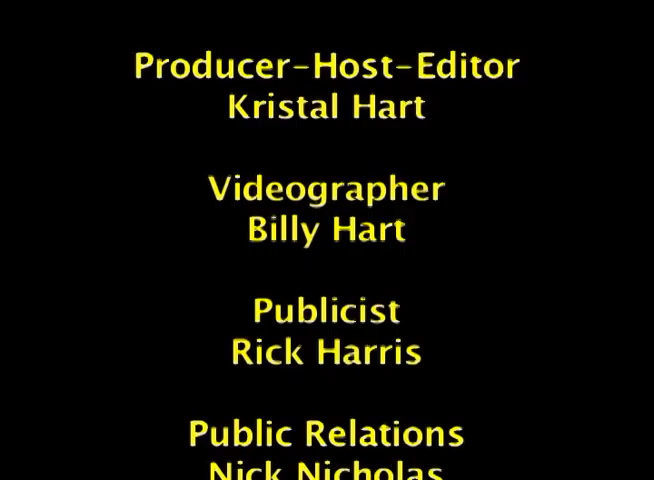 Producer-Host-Editor
Kristal Hart
Videographer
Billy Hart
Publicist
Rick Harris
Public Relations
Nick Nicholas